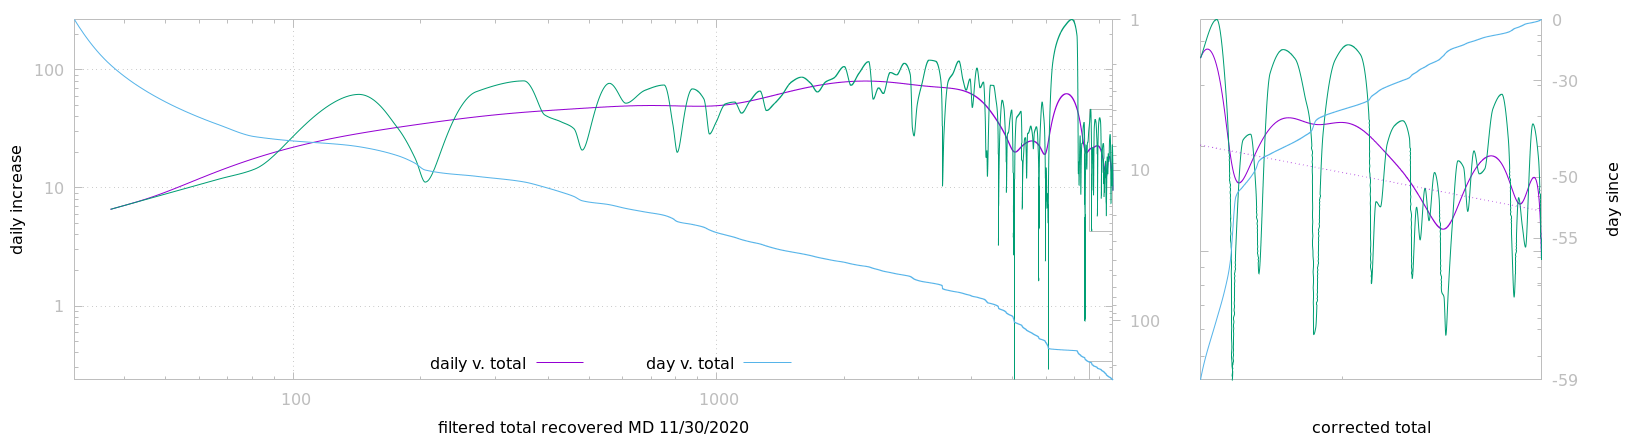 daily increase
100
10
1
100
1000
1
10
100
daily v. total
day v. total
filtered total recovered MD 11/30/2020
0
-30
-50
-55
-59
day since
corrected total